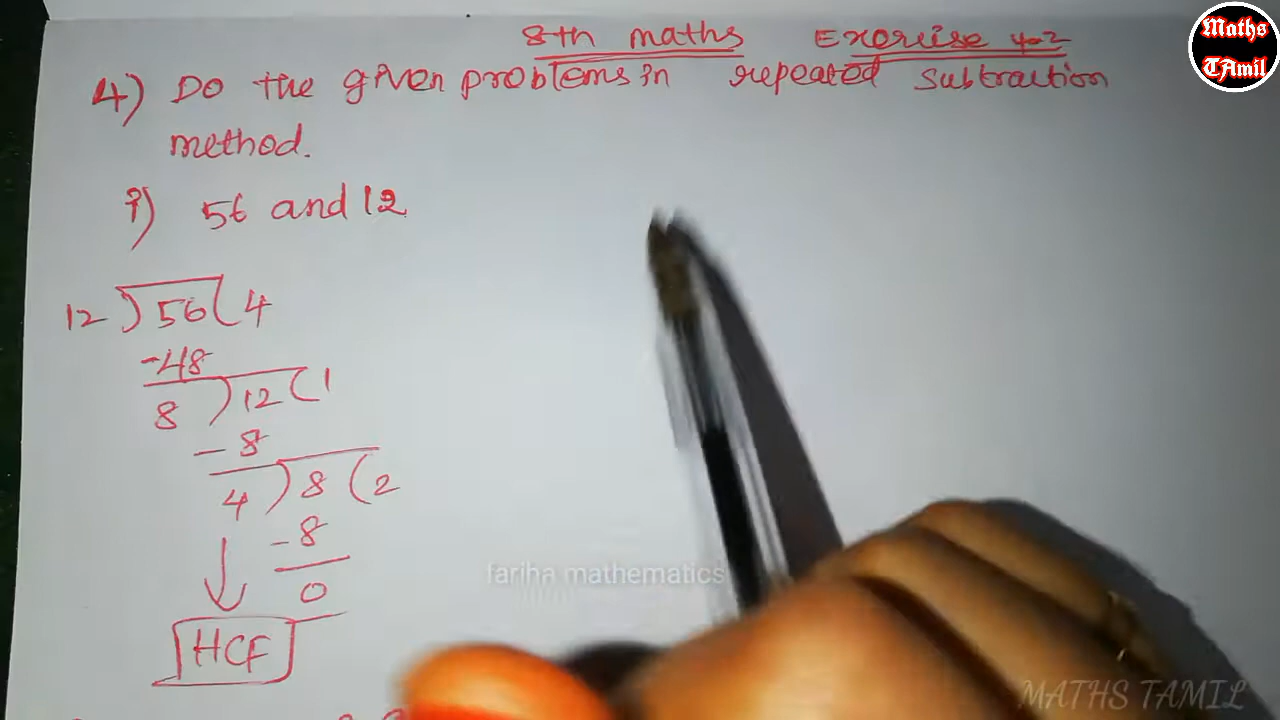 8th maths Exercise 4.2
Maths
TAmil
4) Do the given problems in repeated subtraction
method.
i) 56 and 12
12 ) 56 ( 4
-48
8 ) 12 ( 1
- 8
4 ) 8 ( 2
- 8
0
HCF
fariha mathematics
MATHS TAMIL